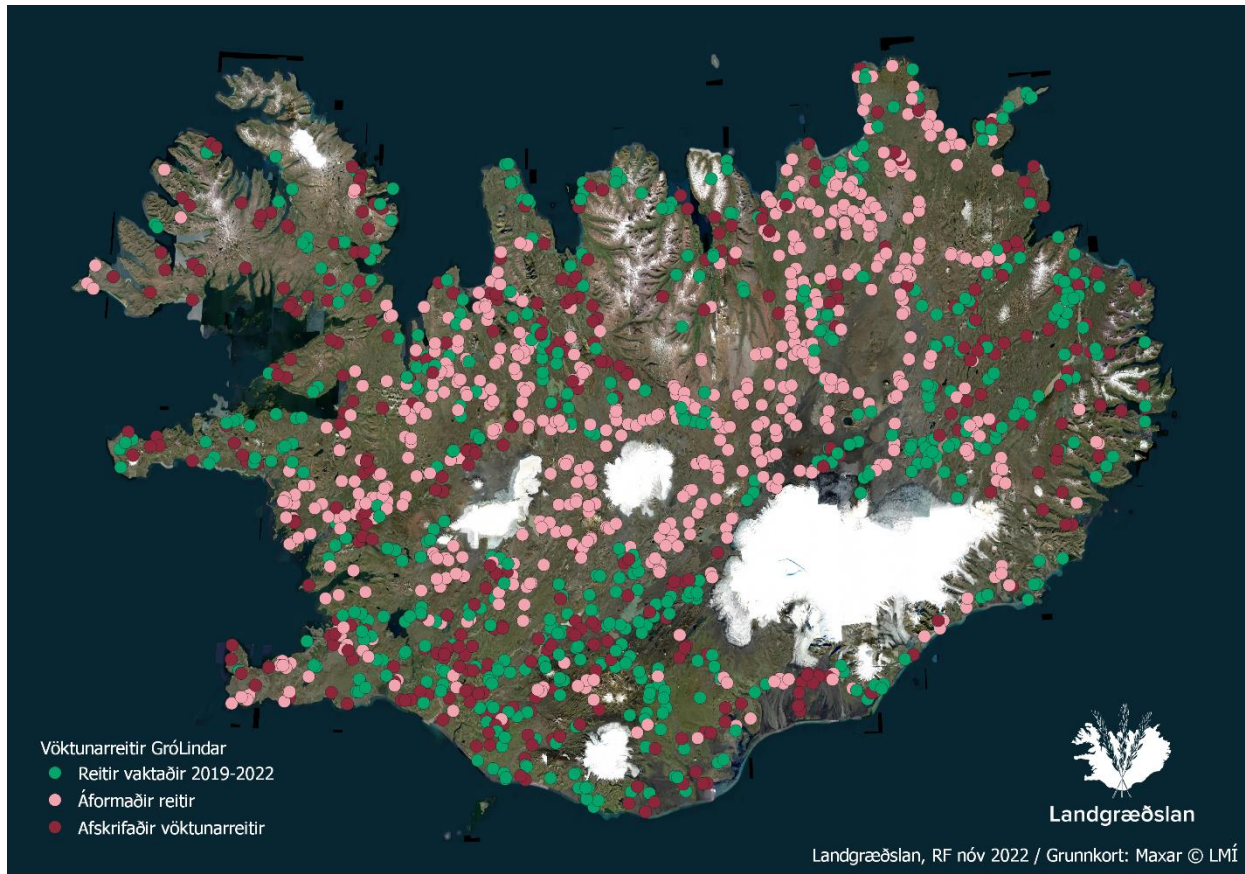 Vöktunarreitir GróLindar
Reitir vaktaðir 2019-2022
Áformaðir reitir
Afskrifaðir vöktunarreitir
Landgræðslan
Landgræðslan, RF nóv 2022 / Grunnkort: Maxar © LMÍ